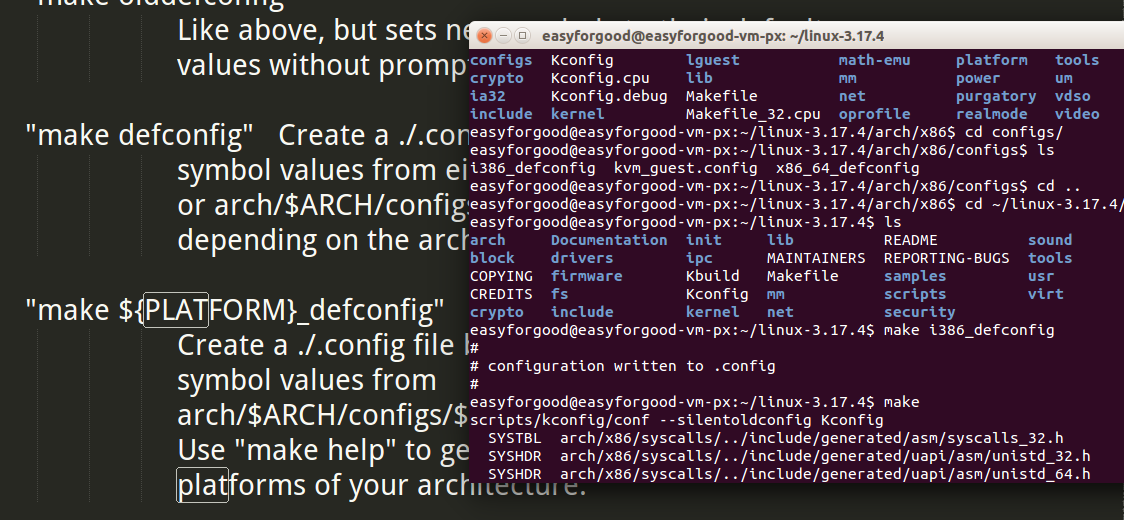 "make olddefconfig"
Like above, but sets ne
values without promp
"make defconfig"   Create a ./.con
symbol values from ei
or arch/$ARCH/configs
depending on the arch
"make ${PLATFORM}_defconfig"
Create a ./.config file b
symbol values from
arch/$ARCH/configs/$
Use "make help" to ge
platforms of your architecture.
easyforgood@easyforgood-vm-px: ~/linux-3.17.4
configs  Kconfig        lguest           math-emu   platform   tools
crypto   Kconfig.cpu    lib              mm         power      um
ia32     Kconfig.debug  Makefile         net        purgatory  vdso
include  kernel         Makefile_32.cpu  oprofile   realmode   video
easyforgood@easyforgood-vm-px:~/linux-3.17.4/arch/x86$ cd configs/
easyforgood@easyforgood-vm-px:~/linux-3.17.4/arch/x86/configs$ ls
i386_defconfig  kvm_guest.config  x86_64_defconfig
easyforgood@easyforgood-vm-px:~/linux-3.17.4/arch/x86/configs$ cd ..
easyforgood@easyforgood-vm-px:~/linux-3.17.4/arch/x86$ cd ~/linux-3.17.4/
easyforgood@easyforgood-vm-px:~/linux-3.17.4$ ls
arch     Documentation  init     lib          README          sound
block    drivers        ipc      MAINTAINERS  REPORTING-BUGS  tools
COPYING  firmware       Kbuild   Makefile     samples         usr
CREDITS  fs             Kconfig  mm           scripts         virt
crypto   include        kernel   net          security
easyforgood@easyforgood-vm-px:~/linux-3.17.4$ make i386_defconfig
#
# configuration written to .config
#
easyforgood@easyforgood-vm-px:~/linux-3.17.4$ make
scripts/kconfig/conf --silentoldconfig Kconfig
SYSTBL  arch/x86/syscalls/../include/generated/asm/syscalls_32.h
SYSHDR  arch/x86/syscalls/../include/generated/uapi/asm/unistd_32.h
SYSHDR  arch/x86/syscalls/../include/generated/uapi/asm/unistd_64.h